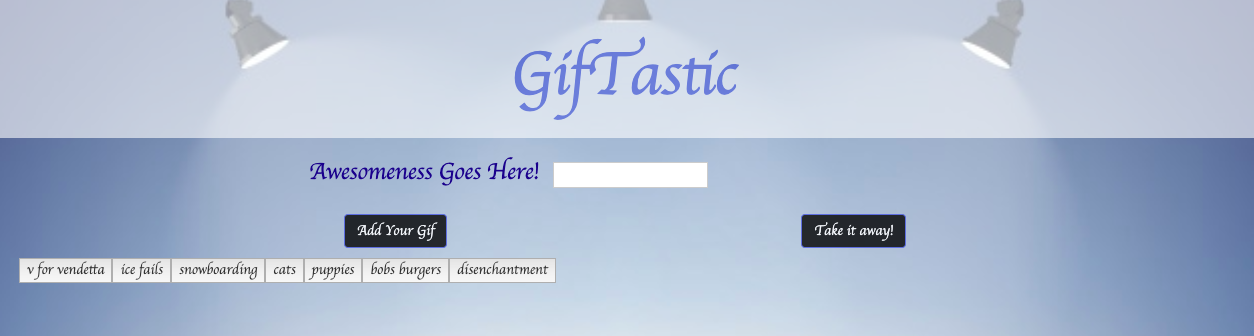 GifTastic
Awesomeness Goes Here!
Add Your Gif Take it away!
v for vendetta ice fails snowboarding cats puppies bobs burgers disenchantment